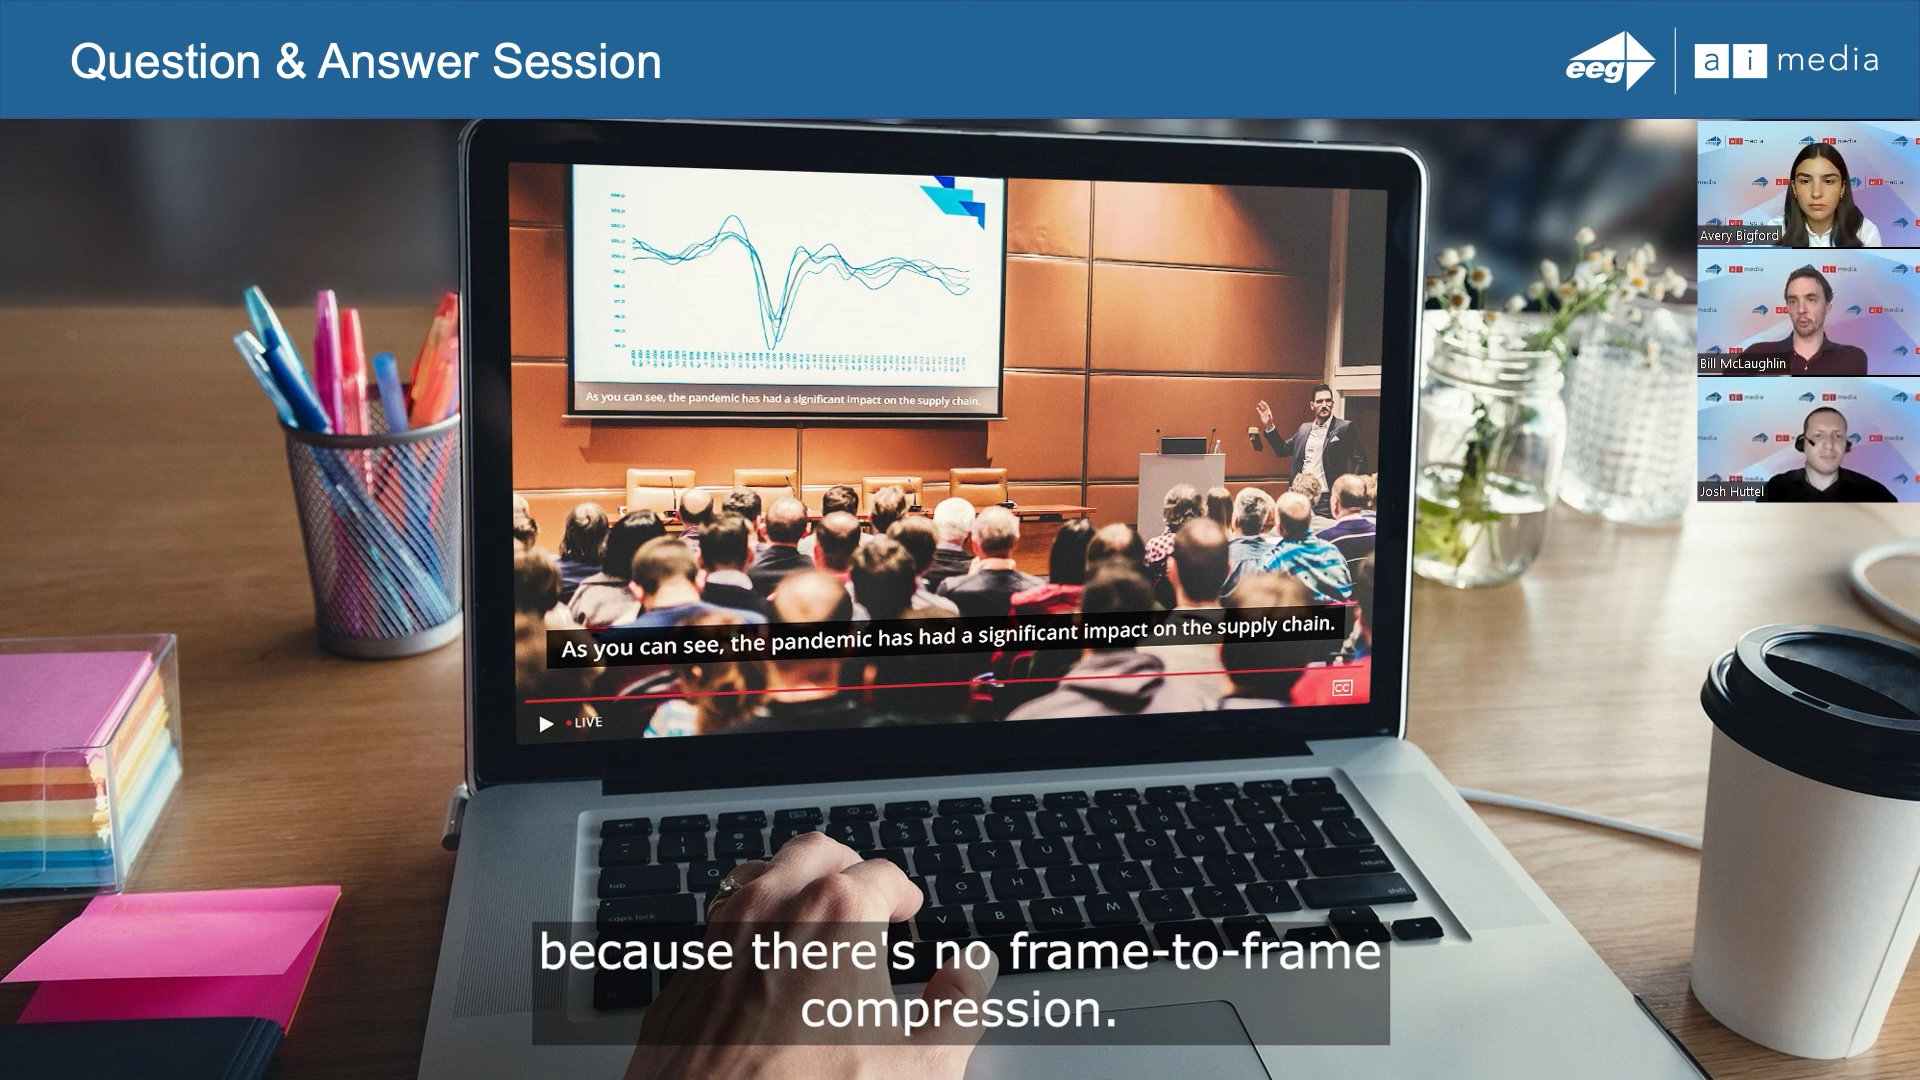 Question & Answer Session
eeg
ai media
Avery Bigford
Bill McLaughlin
Josh Huttel
As you can see, the pandemic has had a significant impact on the supply chain.
As you can see, the pandemic has had a significant impact on the supply chain.
CC
LIVE
because there's no frame-to-frame
compression.